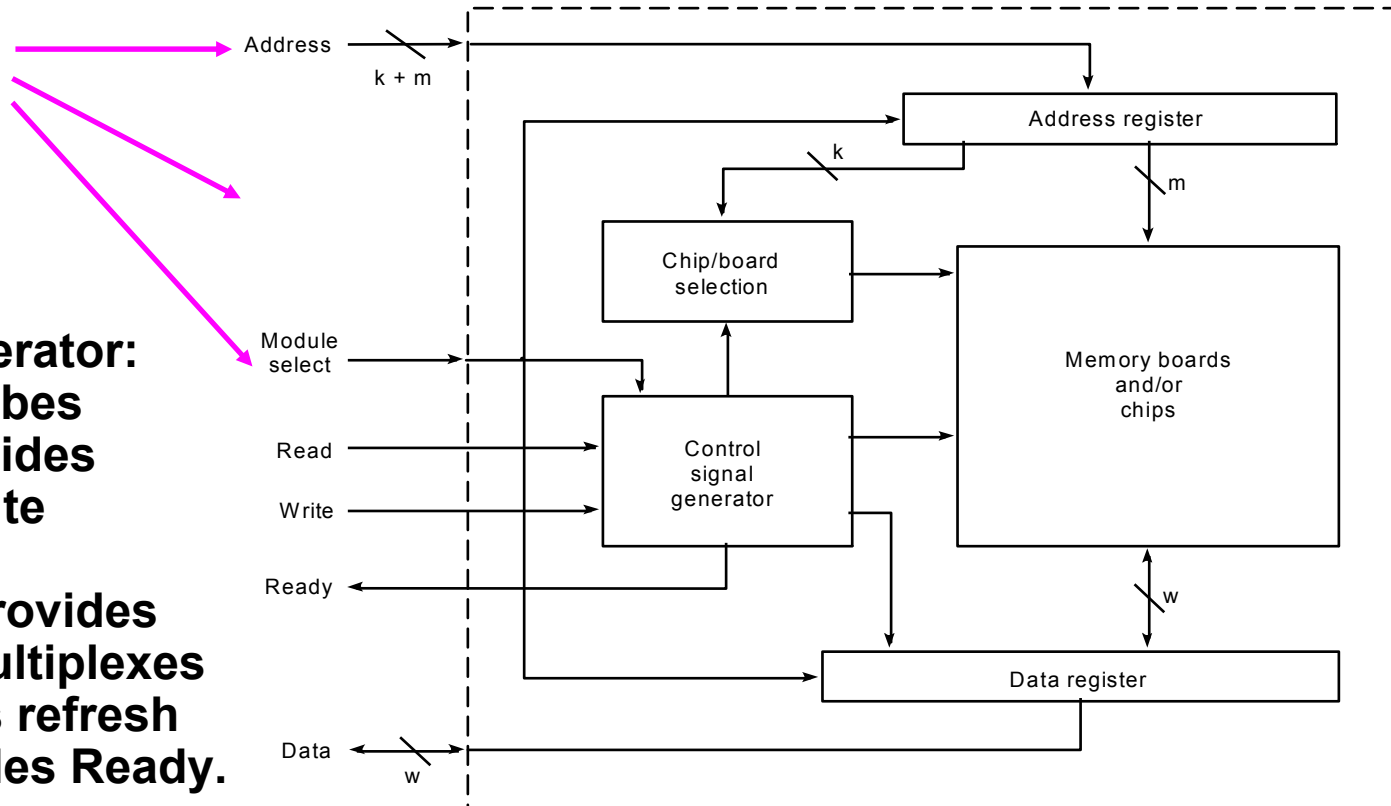 Address
k + m
Address register
k
m
Chip/board
selection
Module
select
Memory boards
and/or
chips
Read
Control
signal
generator
Write
Ready
w
Data register
Data
w
erator:
bes
ides
te
rovides
ultiplexes
s refresh
les Ready.